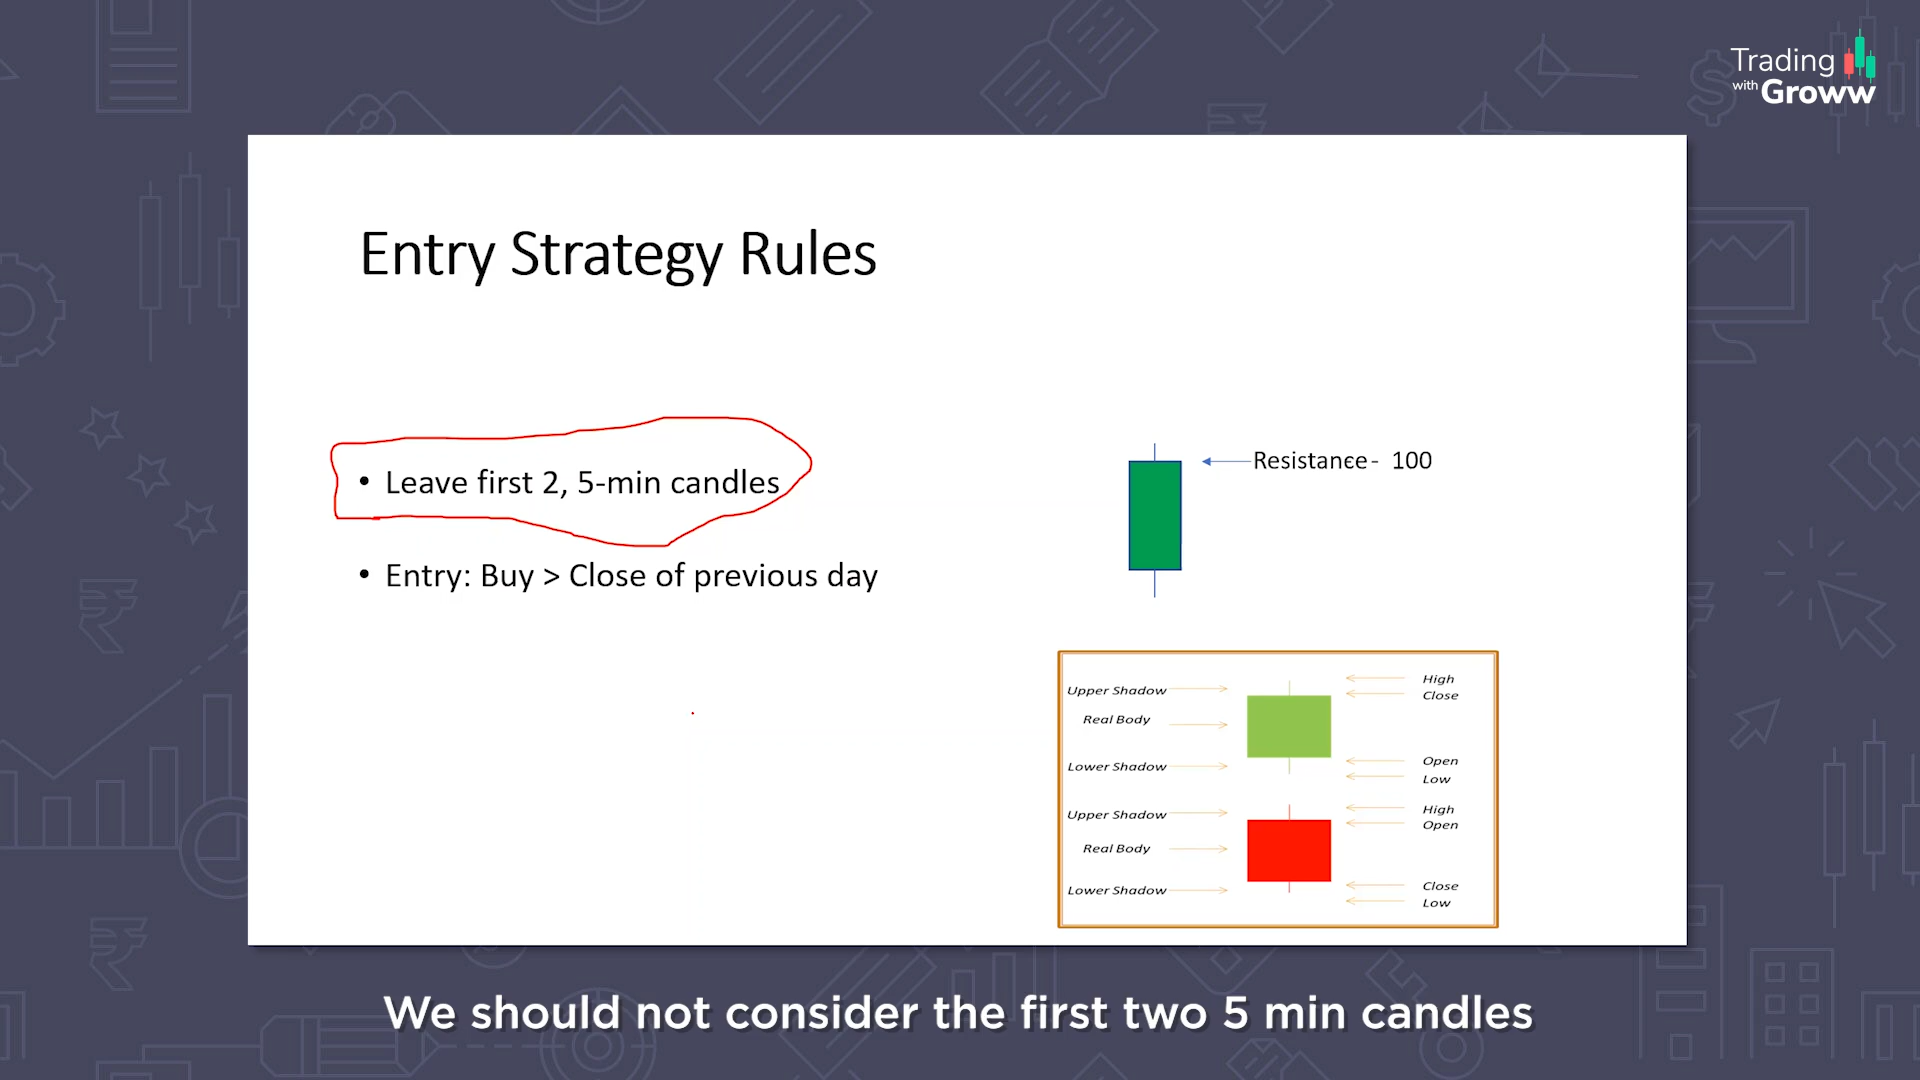 Trading
with Groww
Entry Strategy Rules
• Leave first 2, 5-min candles
• Entry: Buy > Close of previous day
Resistance - 100
Upper Shadow
High
Close
Real Body
Open
Lower Shadow
Low
Upper Shadow
High
Open
Real Body
Close
Lower Shadow
Low
We should not consider the first two 5 min candles